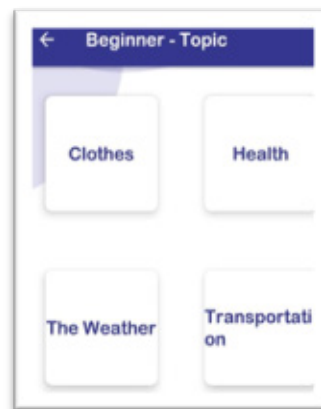 Beginner - Topic
Clothes
Health
The Weather
Transportati
on